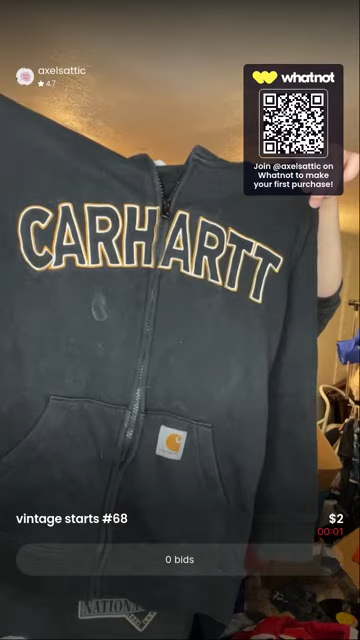 axelsattic
4.7
whatnot
Join @axelsattic on
Whatnot to make
your first purchase!
CARHARTT
vintage starts #68
$2
00:01
0 bids